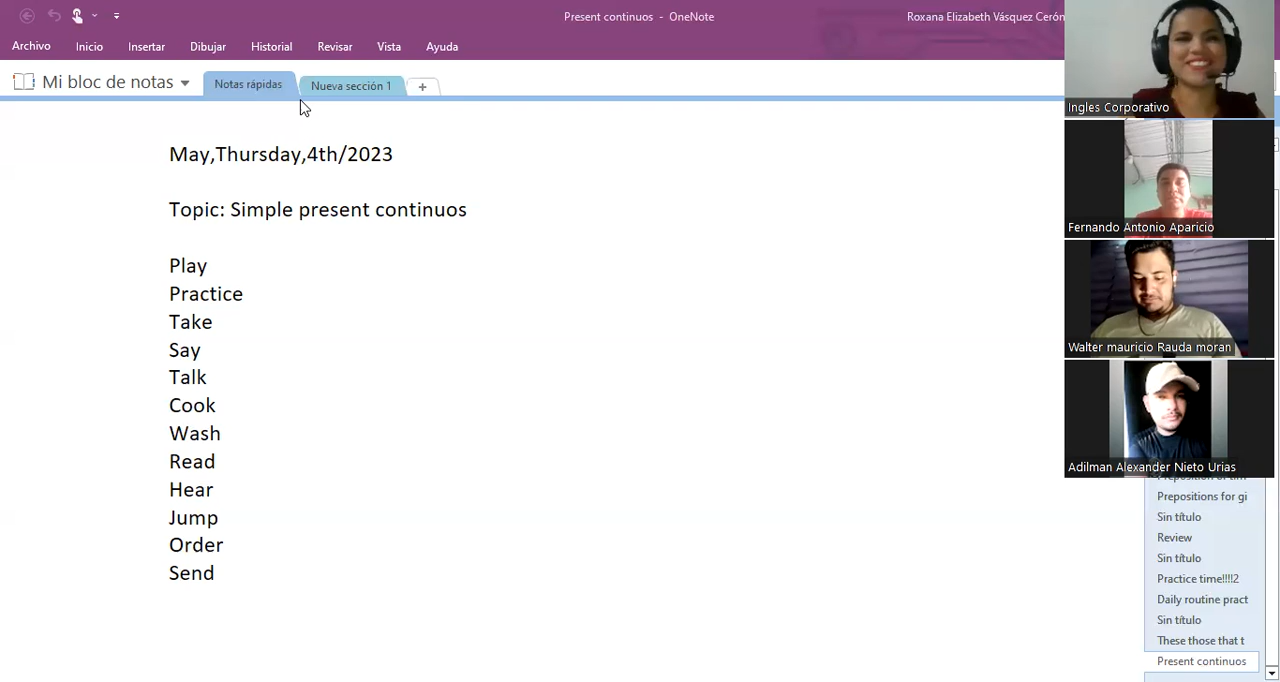 Present continuos - OneNote
Roxana Elizabeth Vásquez Cerón
Archivo Inicio Insertar Dibujar Historial Revisar Vista Ayuda
Mi bloc de notas Notas rápidas Nueva sección 1 +
Ingles Corporativo
May,Thursday,4th/2023
Topic: Simple present continuos
Fernando Antonio Aparicio
Play
Practice
Take
Say
Walter mauricio Rauda moran
Talk
Cook
Wash
Read
Adilman Alexander Nieto Urias
Hear
Jump
Order
Send
Prepositions for gi
Sin título
Review
Sin título
Practice time!!!!2
Daily routine pract
Sin título
These those that t
Present continuos